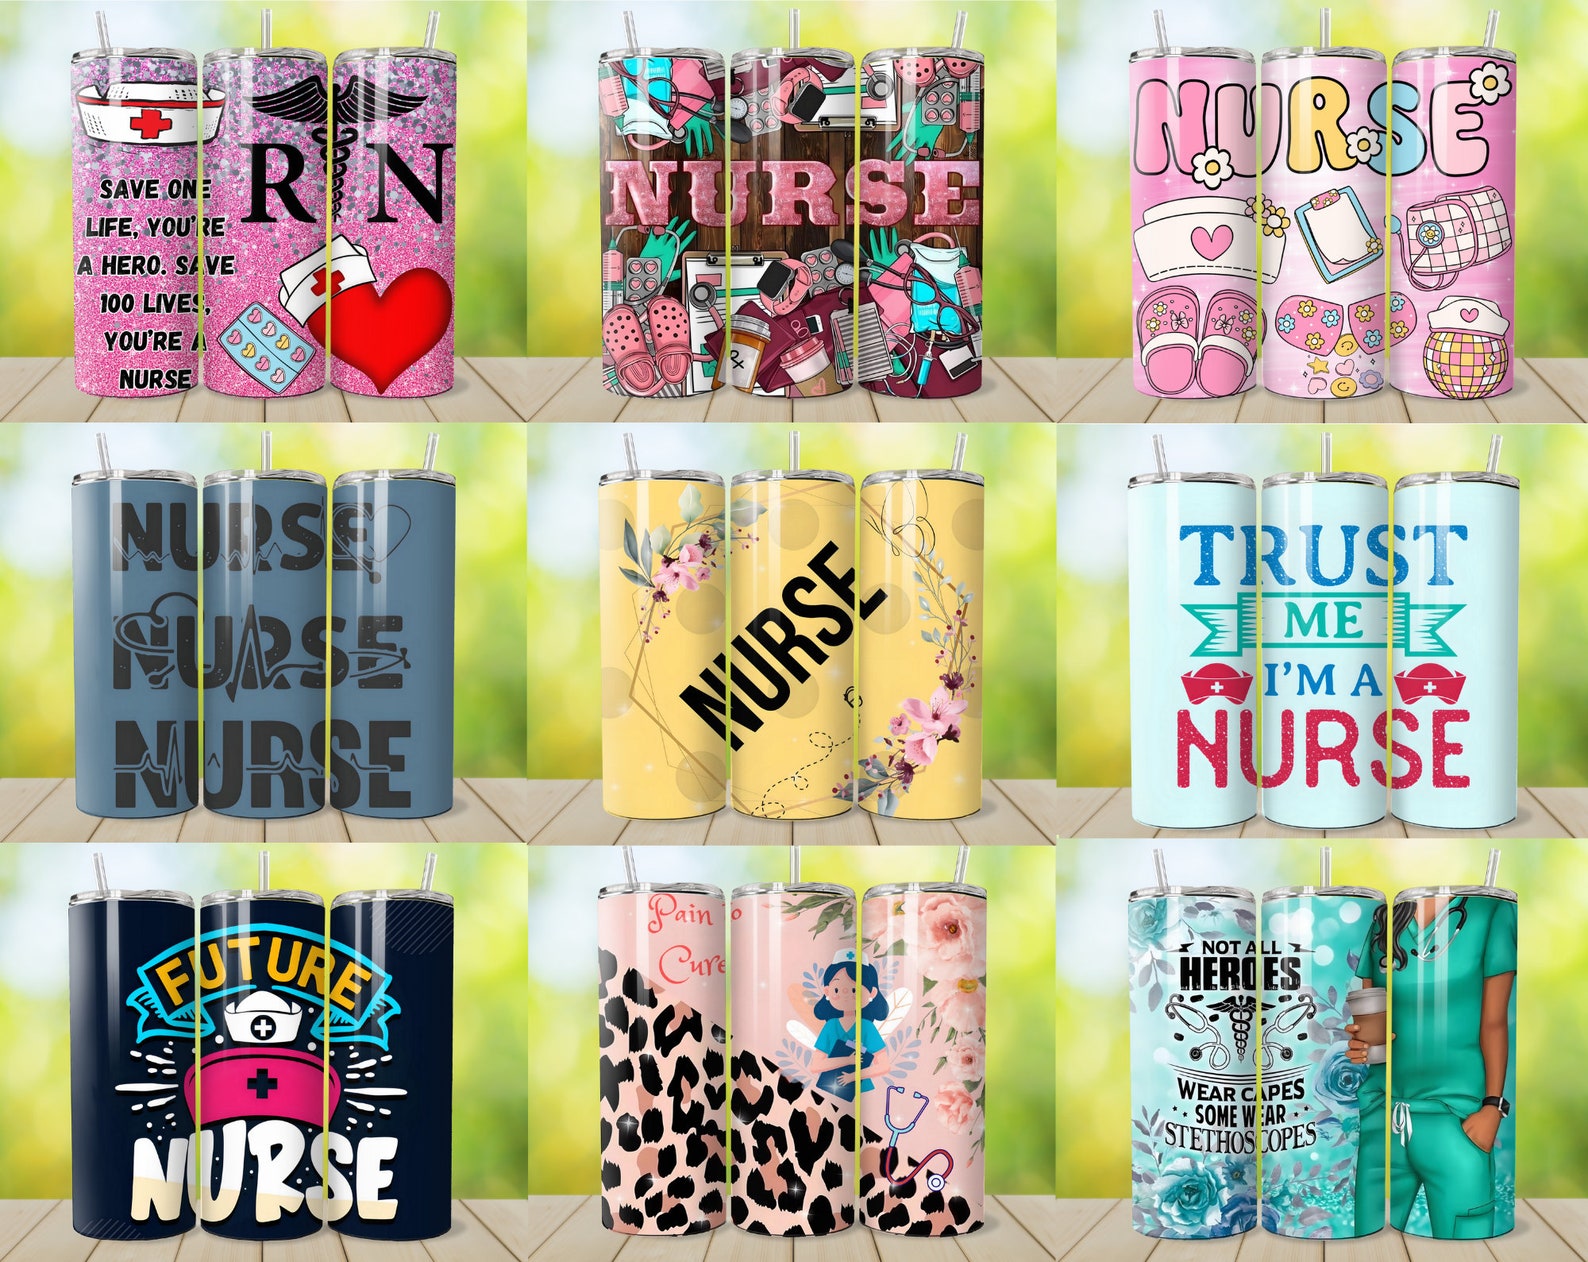 SAVE ONE
LIFE, YOU'RE
A HERO. SAVE
100 LIVES,
YOU'RE A
NURSE
RN
NURSE
Rx
NURSE
NURSE
NURSE
NURSE
NURSE
TRUST
ME
I'M A
NURSE
FUTURE
NURSE
Pain to
Cure
NOT ALL
HEROES
WEAR CAPES
SOME WEAR
STETHOSCOPES